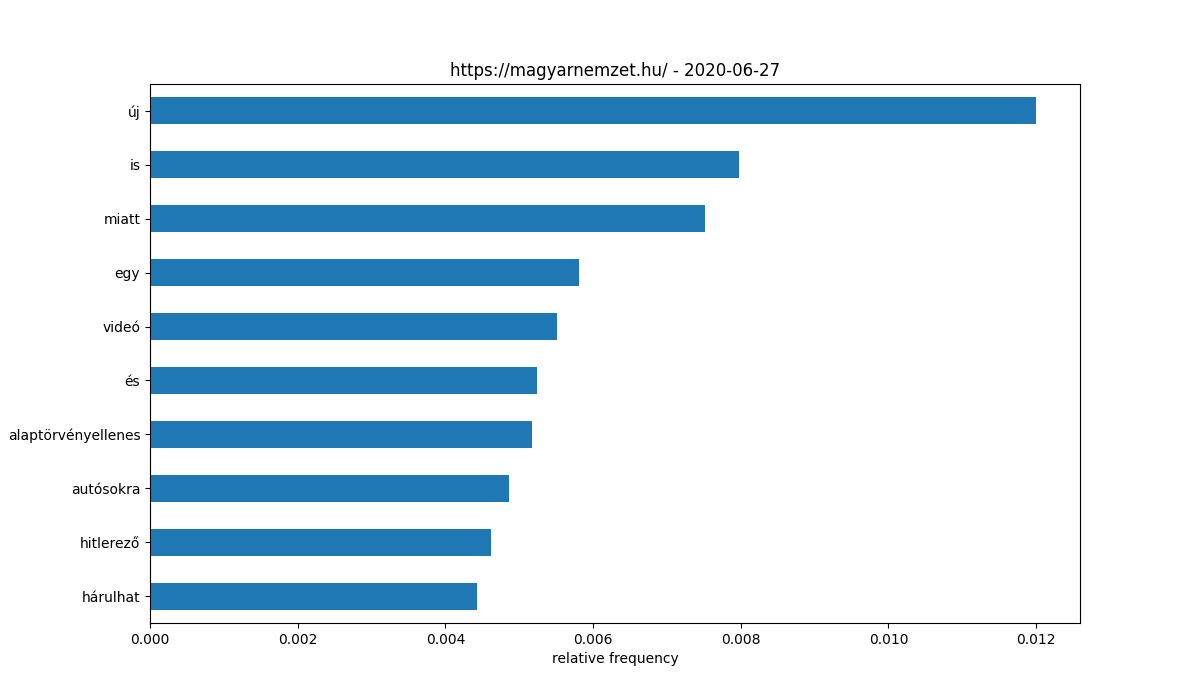 https://magyarnemzet.hu/ - 2020-06-27
új
is
miatt
egy
videó
és
alaptörvényellenes
autósokra
hitlerező
hárulhat
0.000 0.002 0.004 0.006 0.008 0.010 0.012
relative frequency